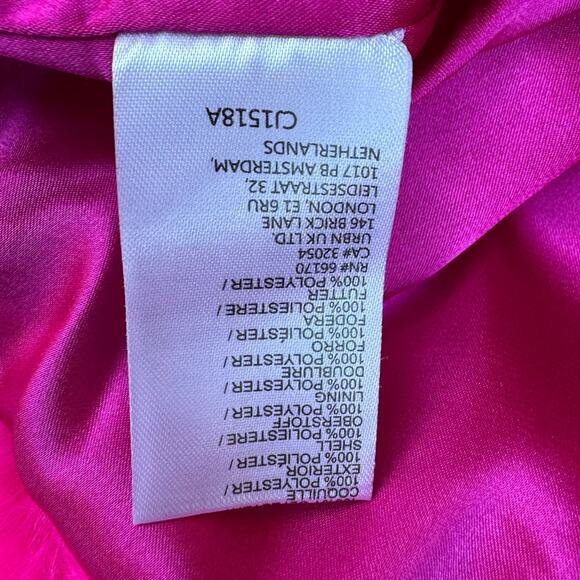 COQUILLE
100% POLYESTER /
EXTERIOR
100% POLYESTER /
SHELL
100% POLIESTERE /
OBERSTOFF
100% POLYESTER /
LINING
100% POLYESTER /
DOUBLURE
100% POLYESTER /
FORRO
100% POLIÉSTER /
FODERA
100% POLIESTERE /
FUTTER
100% POLYESTER /
RN# 66170
CA# 32054
URBN UK LTD.
146 BRICK LANE
LONDON, E1 6RU
LEIDSESTRAAT 32,
1017 PB AMSTERDAM,
NETHERLANDS
CJ1518A